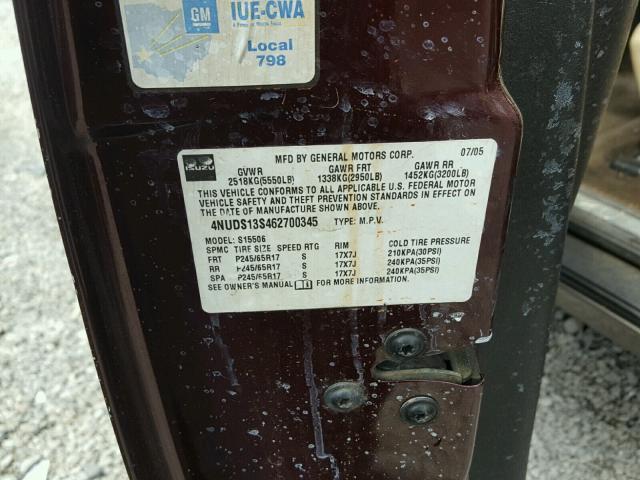 GM
IUE-CWA
Local
798
ISUZU
MFD BY GENERAL MOTORS CORP. 07/05
GVWR GAWR FRT GAWR RR
2518KG(5550LB) 1338KG(2950LB) 1452KG(3200LB)
THIS VEHICLE CONFORMS TO ALL APPLICABLE U.S. FEDERAL MOTOR
VEHICLE SAFETY AND THEFT PREVENTION STANDARDS IN EFFECT ON
THE DATE OF MANUFACTURE SHOWN ABOVE.
4NUDS13S462700345 TYPE: M.P.V.
MODEL: S15506
SPMC TIRE SIZE SPEED RTG RIM COLD TIRE PRESSURE
FRT P245/65R17 S 17X7J 210KPA(30PSI)
RR P245/65R17 S 17X7J 240KPA(35PSI)
SPA P245/65R17 S 17X7J 240KPA(35PSI)
SEE OWNER'S MANUAL FOR MORE INFORMATION.